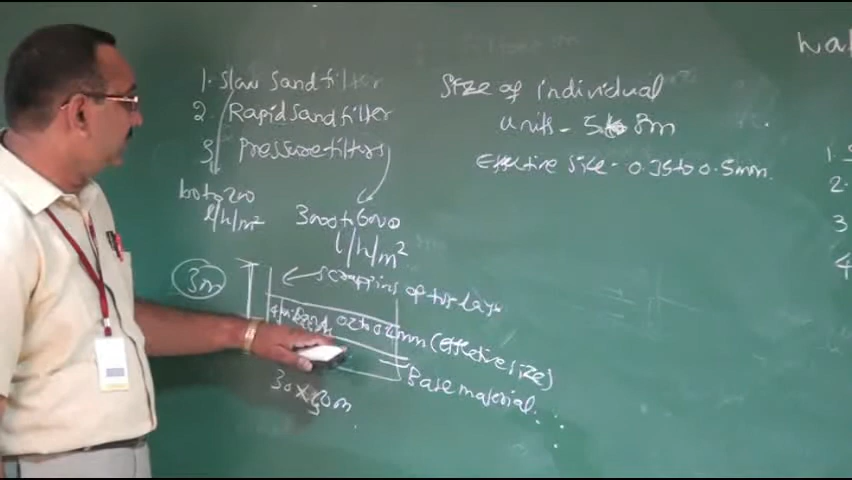 1. Slow Sand filter
2. Rapid Sand filter
3 pressure filters
100 to 200
l/h/m²
3000 to 6000
l/h/m²
3m
scrapping of top layer
0.2 to 0.4mm (effective size)
Base material
30 x 50m
Size of individual
units - 5 to 8m
Effective size - 0.35 to 0.5mm.
1.
2.
3
4